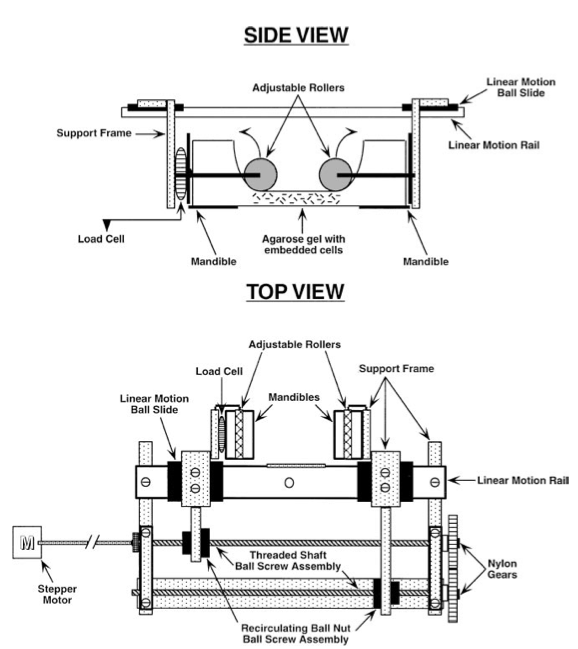 SIDE VIEW
Adjustable Rollers
Linear Motion
Ball Slide
Support Frame
Linear Motion Rail
Load Cell
Agarose gel with
embedded cells
Mandible
Mandible
TOP VIEW
Adjustable Rollers
Load Cell
Support Frame
Linear Motion
Ball Slide
Mandibles
Linear Motion Rail
M
Threaded Shaft
Ball Screw Assembly
Stepper
Motor
Nylon
Gears
Recirculating Ball Nut
Ball Screw Assembly